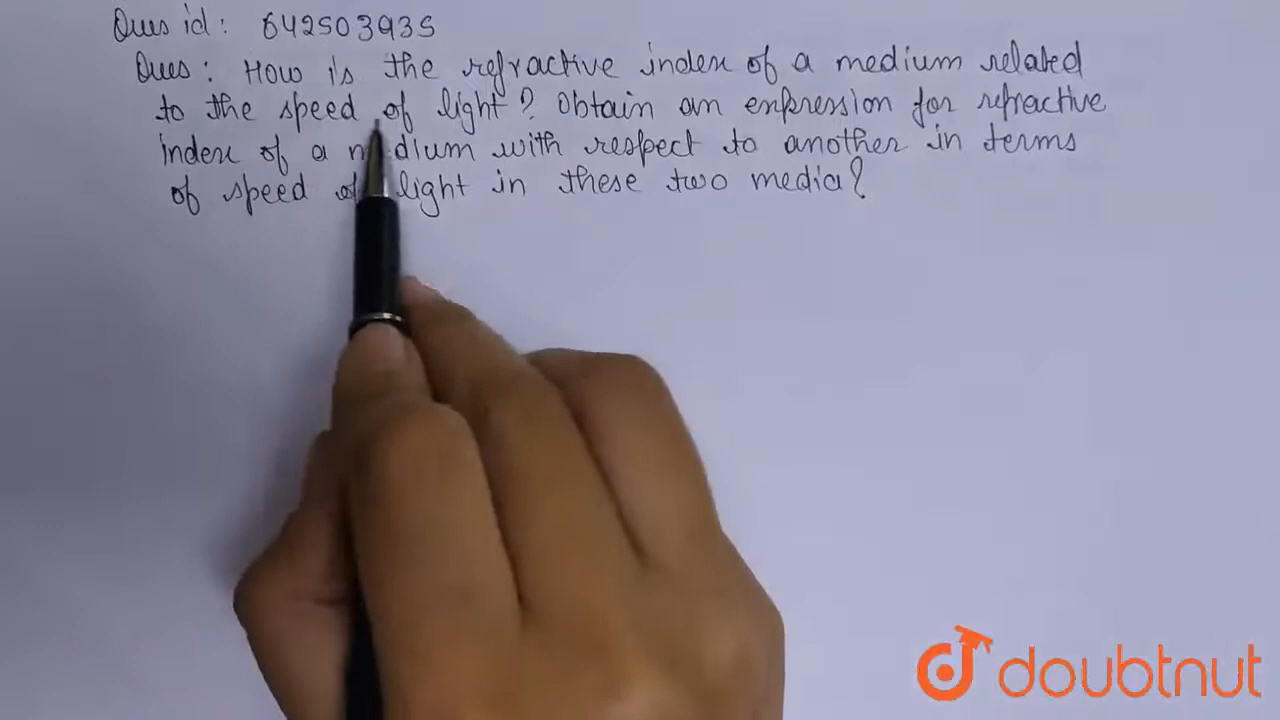 Ques id: 642503935
Ques: How is the refractive index of a medium related
to the speed of light? Obtain an expression for refractive
index of a medium with respect to another in terms
of speed of light in these two media?
doubtnut